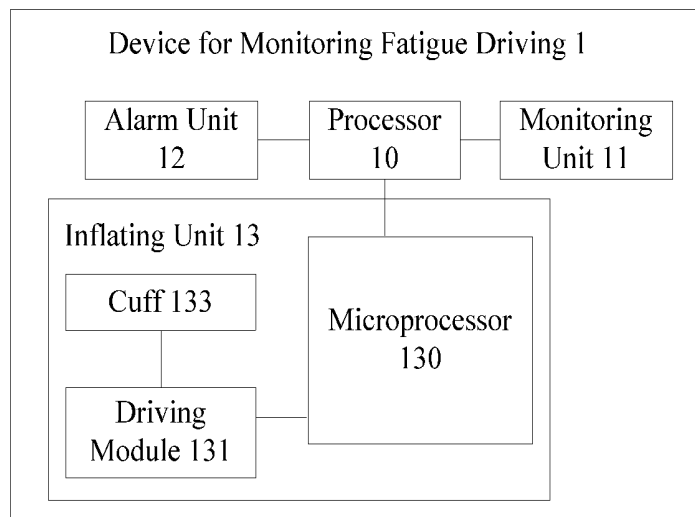 Device for Monitoring Fatigue Driving 1
Alarm Unit
12
Processor
10
Monitoring
Unit 11
Inflating Unit 13
Cuff 133
Microprocessor
130
Driving
Module 131